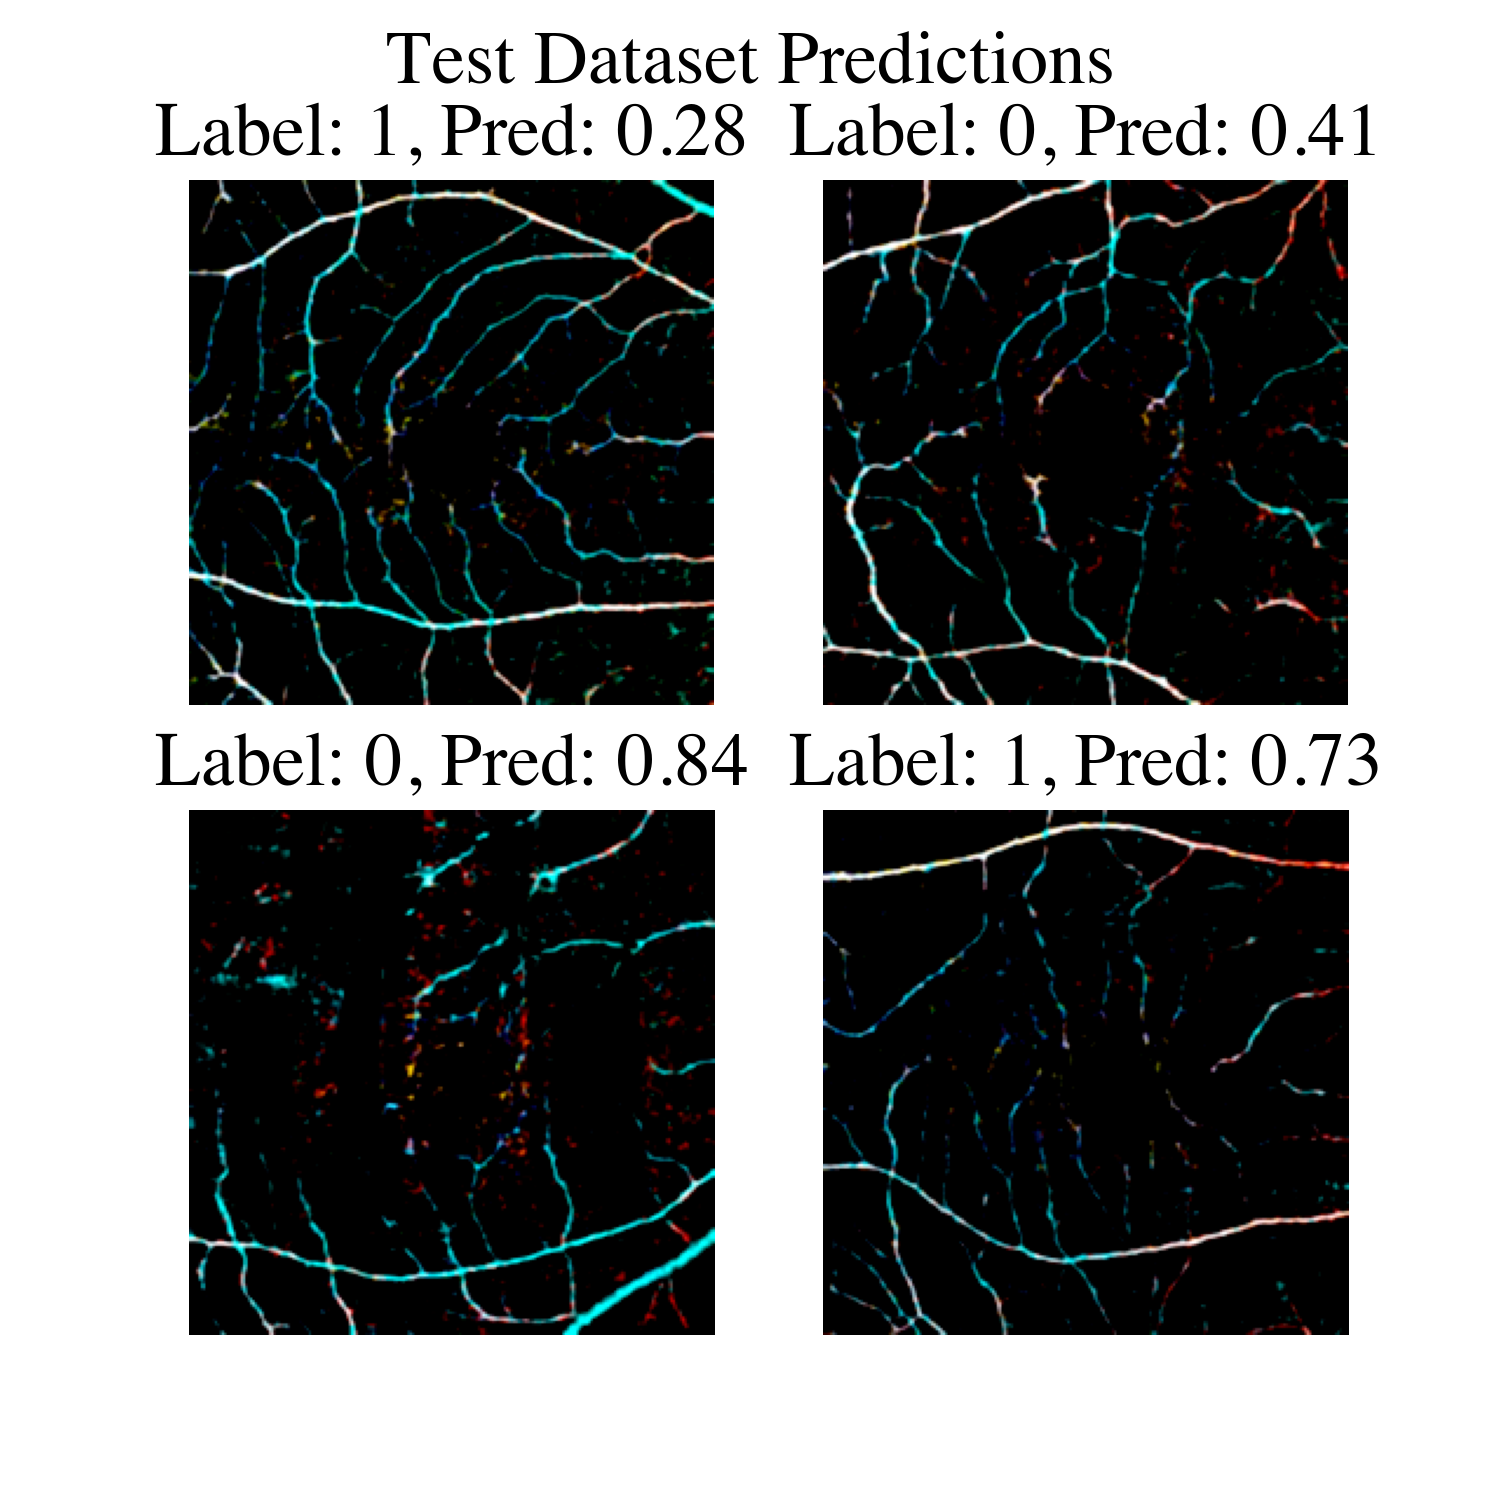 Test Dataset Predictions
Label: 1, Pred: 0.28
Label: 0, Pred: 0.41
Label: 0, Pred: 0.84
Label: 1, Pred: 0.73